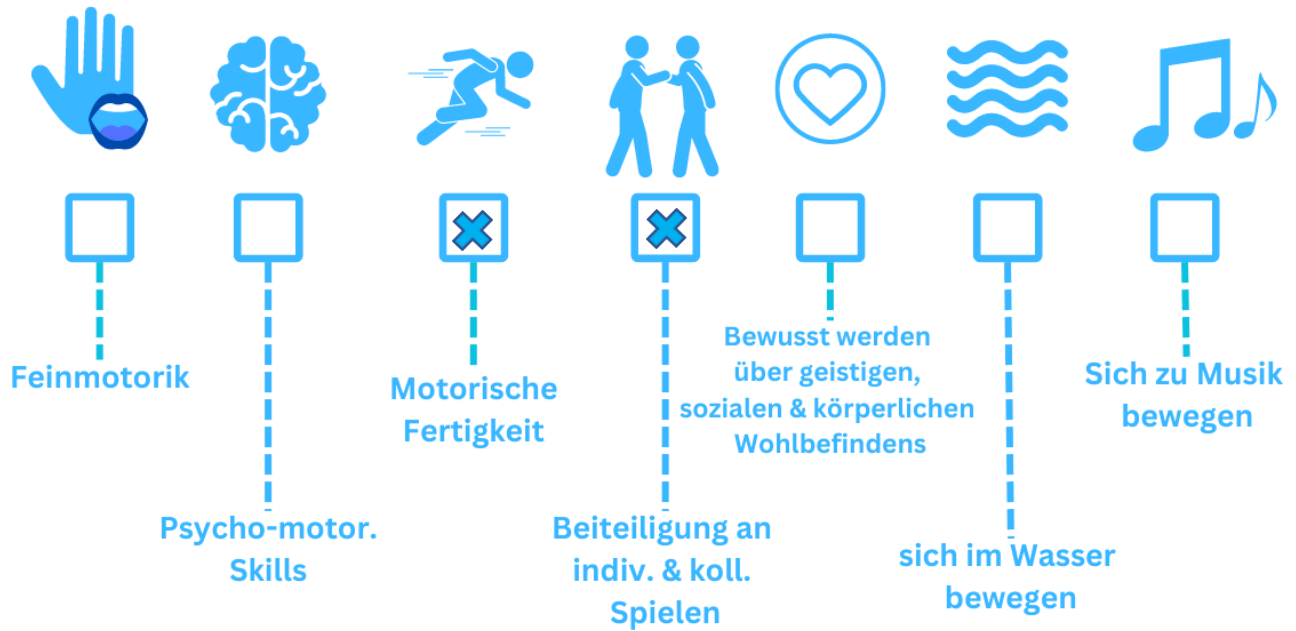 Feinmotorik
Psycho-motor.
Skills
Motorische
Fertigkeit
Beiteiligung an
indiv. & koll.
Spielen
Bewusst werden
über geistigen,
sozialen & körperlichen
Wohlbefindens
sich im Wasser
bewegen
Sich zu Musik
bewegen